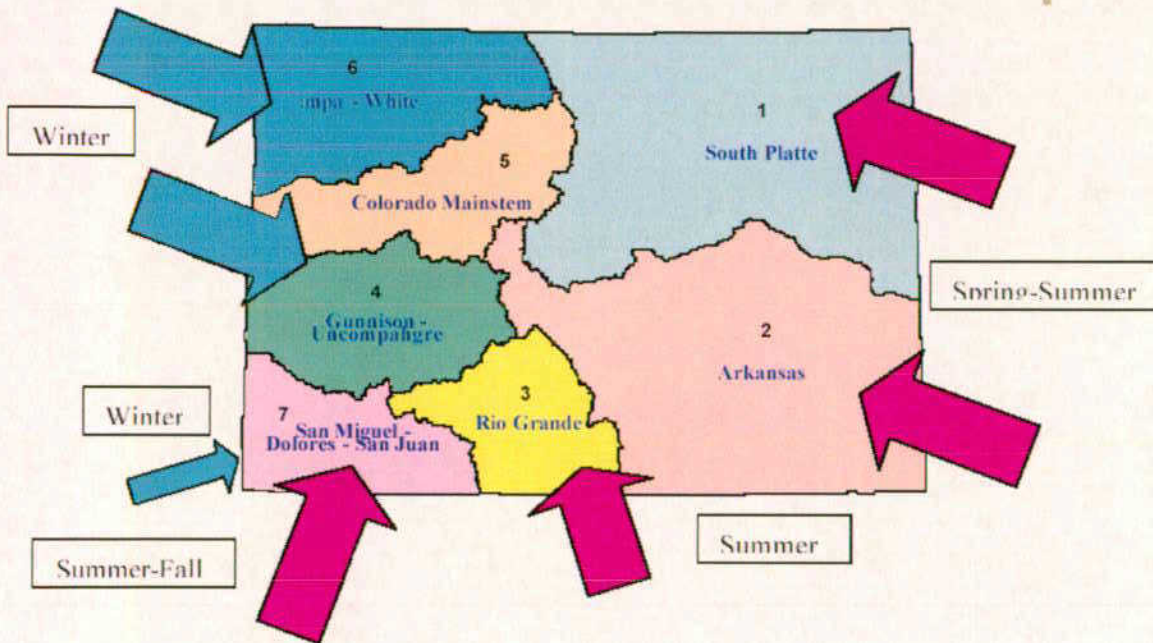 6
mpa - White
Winter
1
South Platte
5
Colorado Mainstem
4
Gunnison -
Uncompahgre
Spring-Summer
2
Arkansas
Winter
7
San Miguel -
Dolores - San Juan
3
Rio Grande
Summer-Fall
Summer